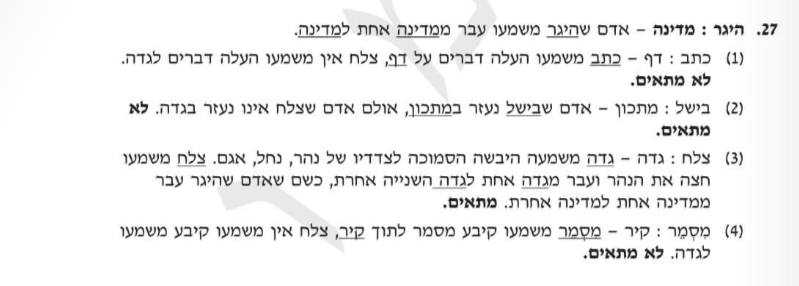 27. היגר : מדינה – אדם שהיגר משמעו עבר ממדינה אחת למדינה.
(1) כתב : דף – כתב משמעו העלה דברים על דף, צלח אין משמעו העלה דברים לגדה.
לא מתאים.
(2) בישל : מתכון – אדם שבישל נעזר במתכון, אולם אדם שצלח אינו נעזר בגדה. לא
מתאים.
(3) צלח : גדה – גדה משמעה היבשה הסמוכה לצדדיו של נהר, נחל, אגם. צלח משמעו
חצה את הנהר ועבר מגדה אחת לגדה השנייה אחרת, כשם שאדם שהיגר עבר
ממדינה אחת למדינה אחרת. מתאים.
(4) מִסְמֵר : קיר – מִסְמֵר משמעו קיבע מסמר לתוך קיר, צלח אין משמעו קיבע משמעו
לגדה. לא מתאים.